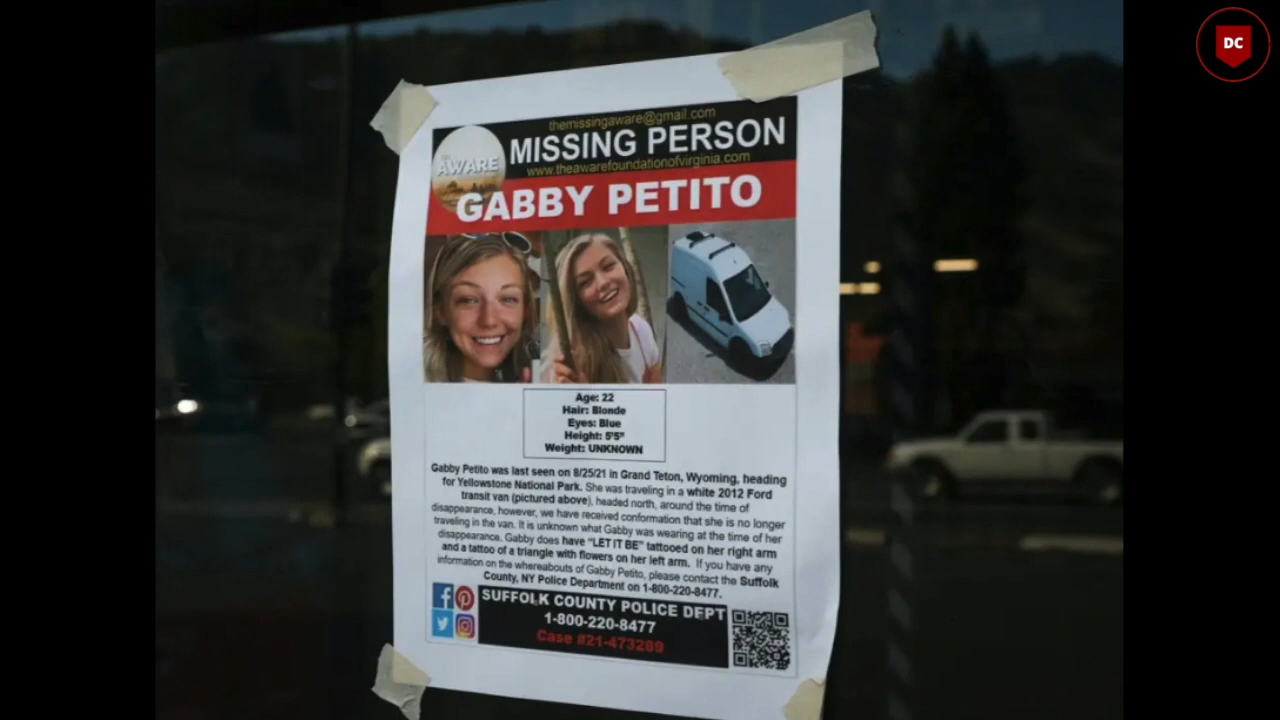 DC
themissingaware@gmail.com
MISSING PERSON
AWARE
www.theawarefoundationofvirginia.com
GABBY PETITO
Age: 22
Hair: Blonde
Eyes: Blue
Height: 5'5"
Weight: UNKNOWN
Gabby Petito was last seen on 8/25/21 in Grand Teton, Wyoming, heading
for Yellowstone National Park. She was traveling in a white 2012 Ford
transit van (pictured above), headed north, around the time of
disappearance, however, we have received conformation that she is no longer
traveling in the van. It is unknown what Gabby was wearing at the time of her
disappearance. Gabby does have "LET IT BE" tattooed on her right arm
and a tattoo of a triangle with flowers on her left arm. If you have any
information on the whereabouts of Gabby Petito, please contact the Suffolk
County, NY Police Department on 1-800-220-8477.
SUFFOLK COUNTY POLICE DEPT
1-800-220-8477
Case #21-473289